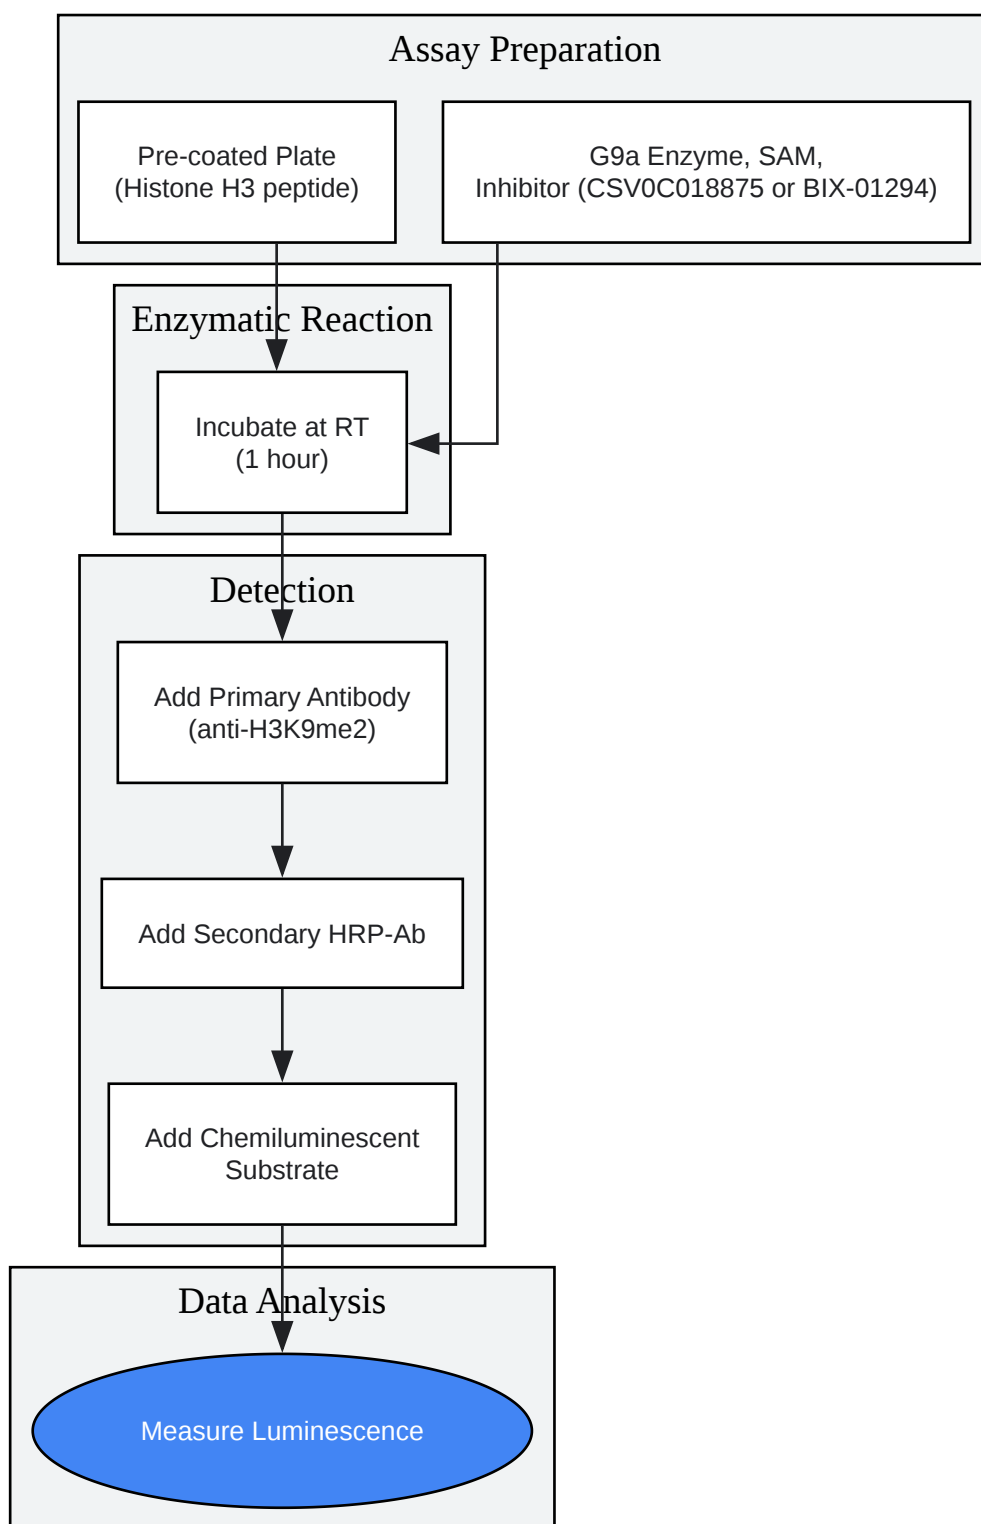 Assay Preparation
Pre-coated Plate
(Histone H3 peptide)
G9a Enzyme, SAM,
Inhibitor (CSV0C018875 or BIX-01294)
Enzymatic Reaction
Incubate at RT
(1 hour)
Detection
Add Primary Antibody
(anti-H3K9me2)
Add Secondary HRP-Ab
Add Chemiluminescent
Substrate
Data Analysis
Measure Luminescence